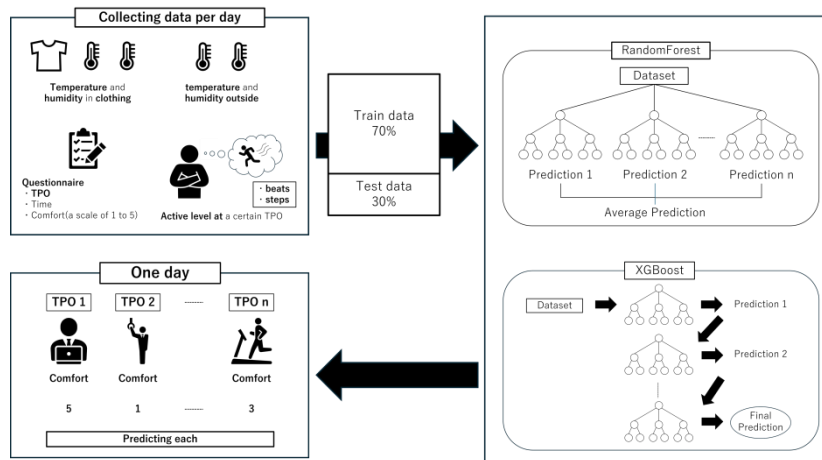 Collecting data per day
Temperature and
humidity in clothing
temperature and
humidity outside
Questionnaire
・TPO
・Time
・Comfort(a scale of 1 to 5)
・beats
・steps
Active level at a certain TPO
Train data
70%
Test data
30%
RandomForest
Dataset
Prediction 1
Prediction 2
Prediction n
Average Prediction
XGBoost
Dataset
Prediction 1
Prediction 2
Final
Prediction
One day
TPO 1
TPO 2
TPO n
Comfort
Comfort
Comfort
5
1
3
Predicting each